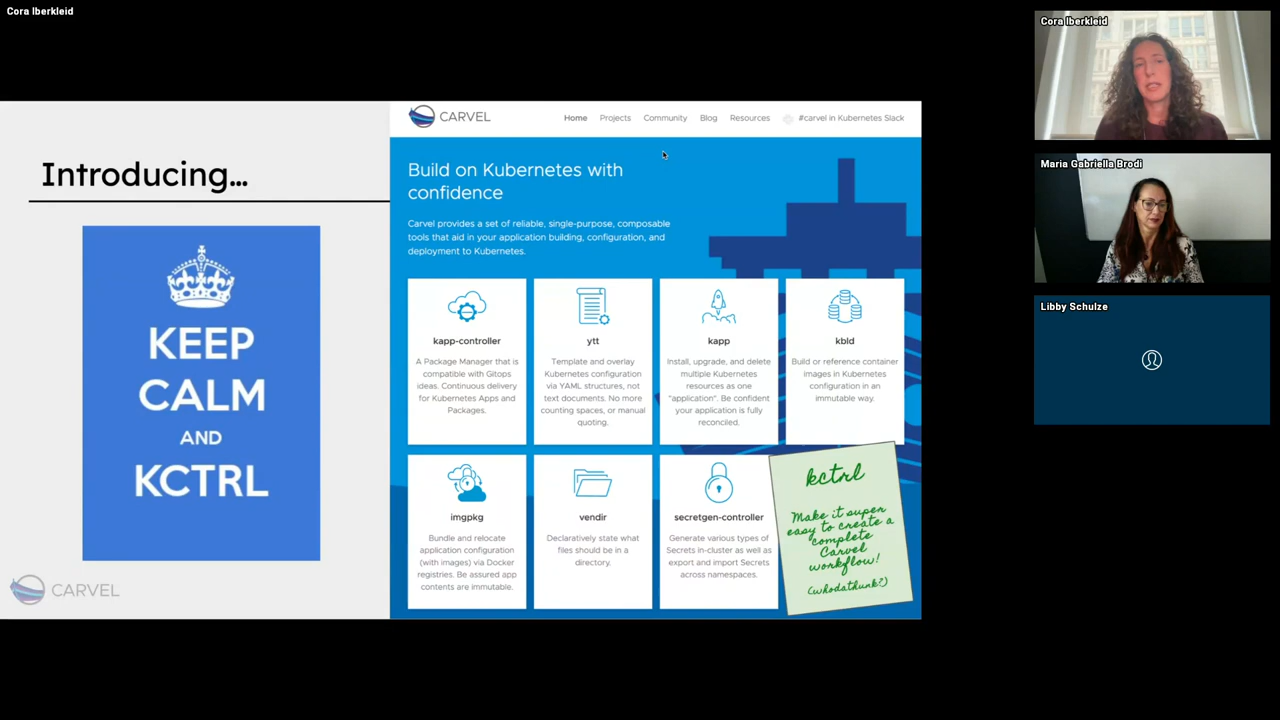 Cora Iberkleid
Introducing...
KEEP
CALM
AND
KCTRL
CARVEL
CARVEL
Home Projects Community Blog Resources #carvel in Kubernetes Slack
Build on Kubernetes with
confidence
Carvel provides a set of reliable, single-purpose, composable
tools that aid in your application building, configuration, and
deployment to Kubernetes.
kapp-controller
A Package Manager that is
compatible with Gitops
ideas. Continuous delivery
for Kubernetes Apps and
Packages.
ytt
Template and overlay
Kubernetes configuration
via YAML structures, not
text documents. No more
counting spaces, or manual
quoting.
kapp
Install, upgrade, and delete
multiple Kubernetes
resources as one
"application". Be confident
your application is fully
reconciled.
kbld
Build or reference container
images in Kubernetes
configuration in an
immutable way.
imgpkg
Bundle and relocate
application configuration
(with images) via Docker
registries. Be assured app
contents are immutable.
vendir
Declaratively state what
files should be in a
directory.
secretgen-controller
Generate various types of
Secrets in-cluster as well as
export and import Secrets
across namespaces.
kctrl
Make it super
easy to create a
complete
Carvel
workflow!
(whodathunk?)
Cora Iberkleid
Maria Gabriella Brodi
Libby Schulze